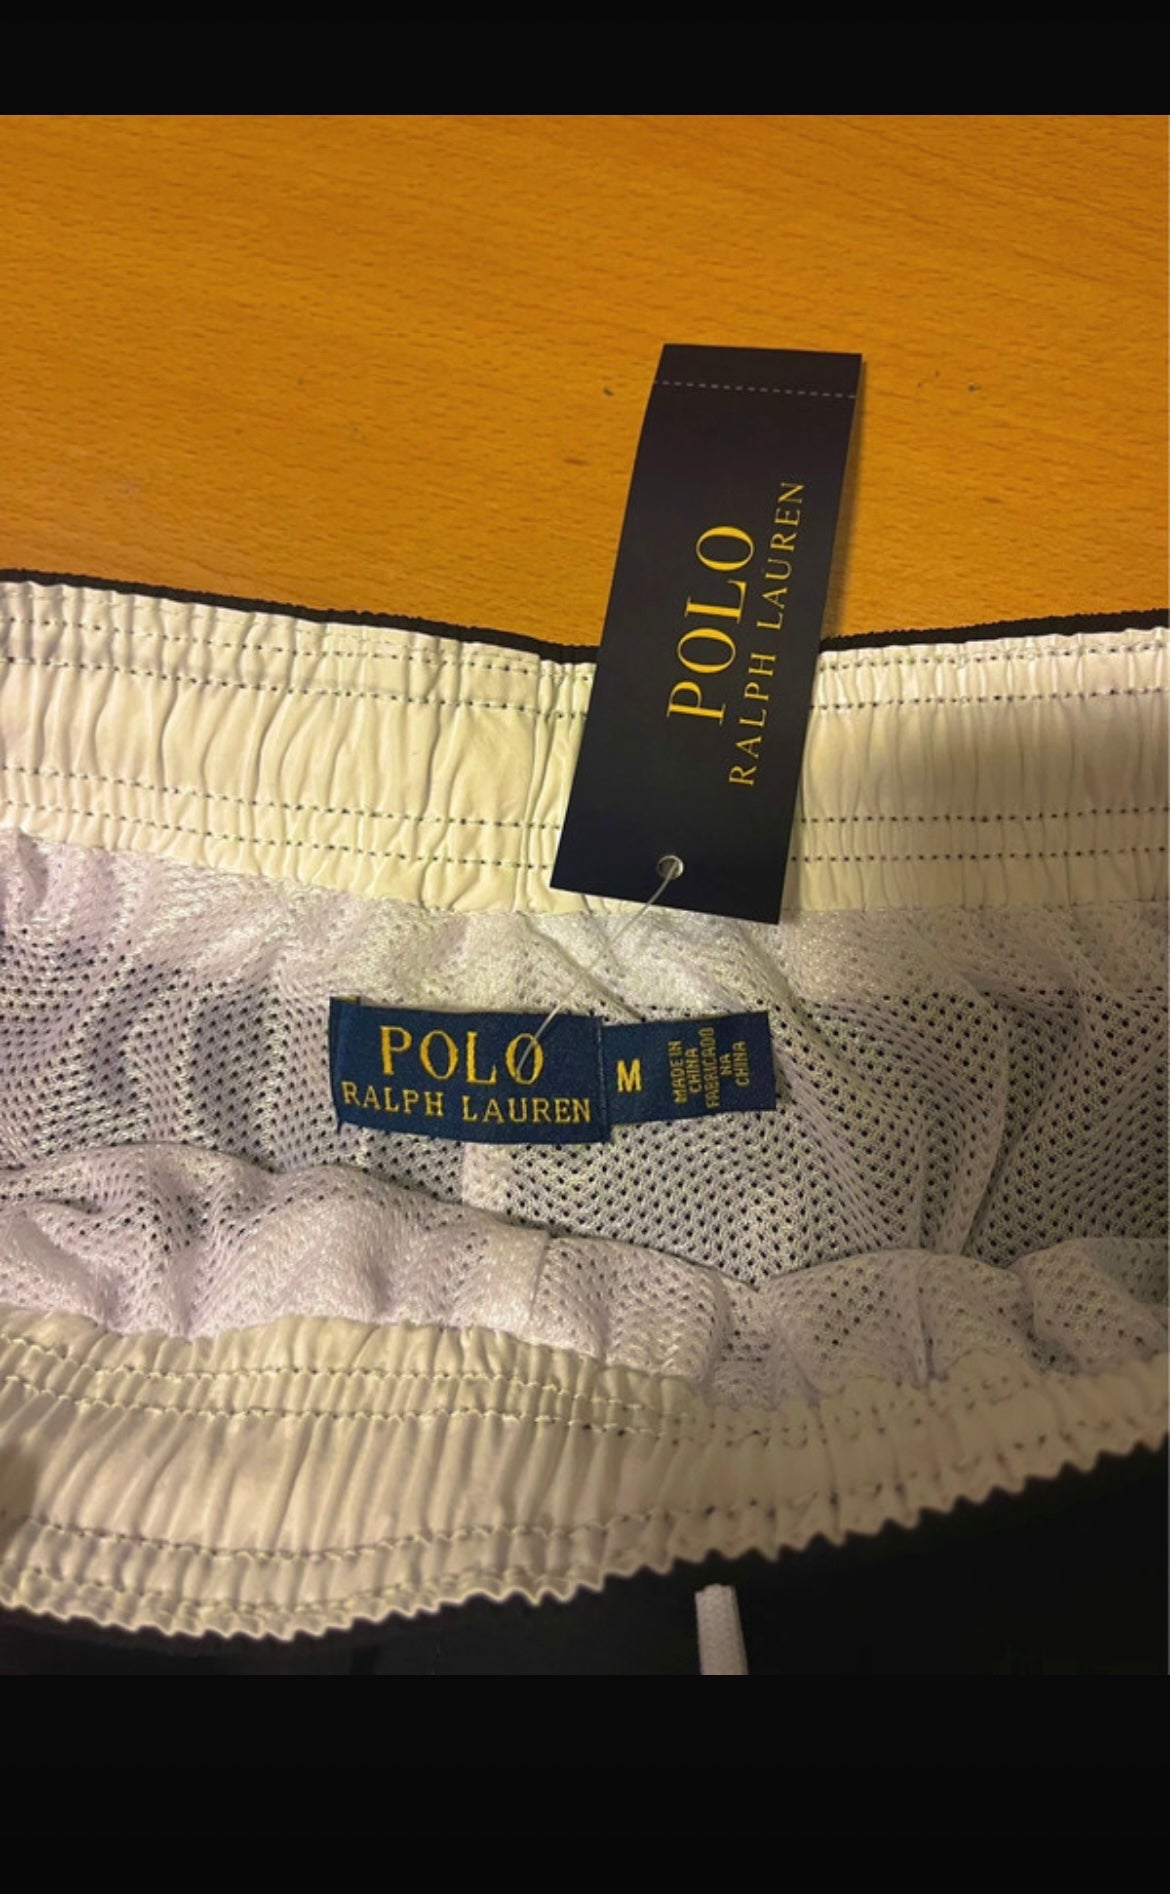 POLO
RALPH LAUREN
POLO
RALPH LAUREN
M
MADE IN
CHINA
FABRICADO
NA
CHINA